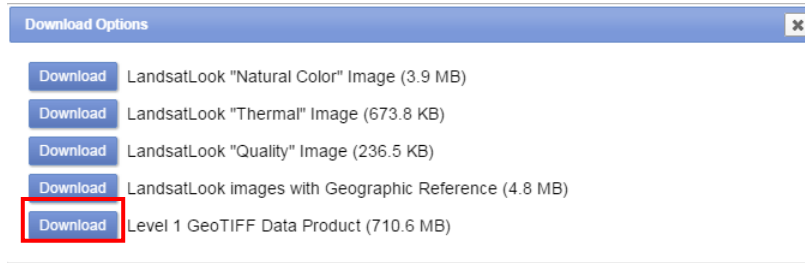 Download Options
Download LandsatLook "Natural Color" Image (3.9 MB)
Download LandsatLook "Thermal" Image (673.8 KB)
Download LandsatLook "Quality" Image (236.5 KB)
Download LandsatLook images with Geographic Reference (4.8 MB)
Download Level 1 GeoTIFF Data Product (710.6 MB)